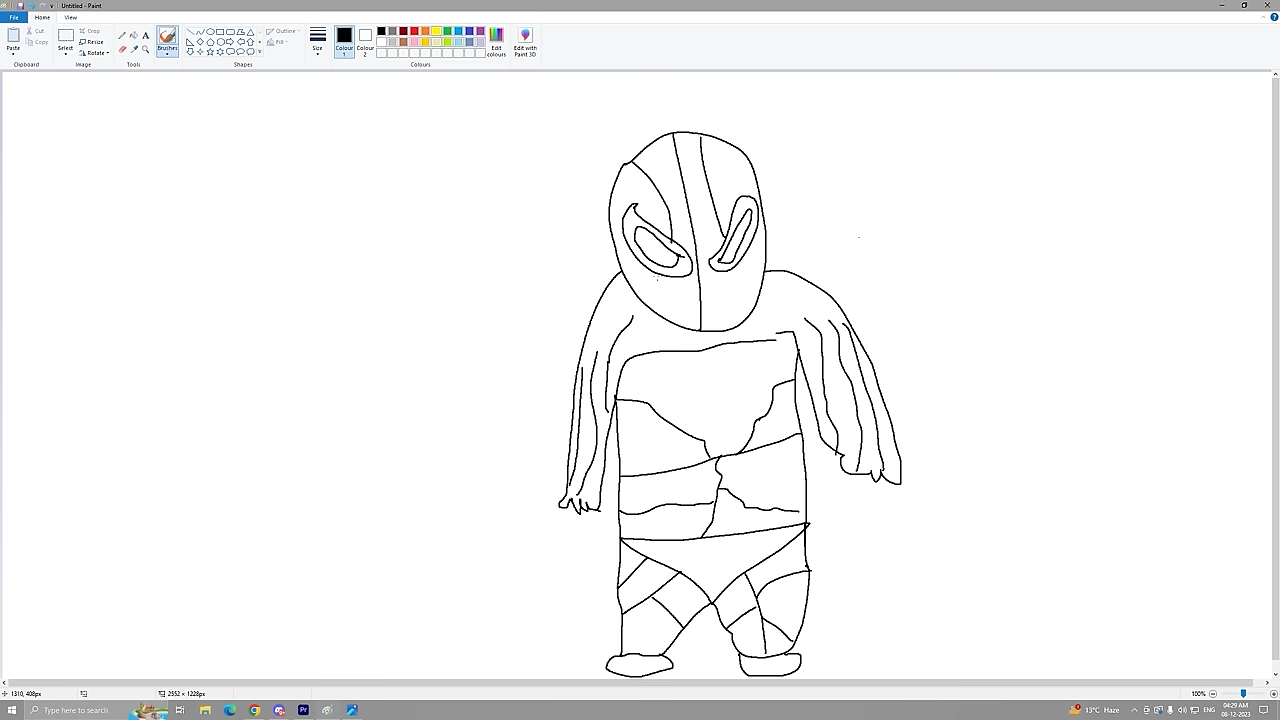 Untitled - Paint
File Home View
Paste
Cut
Copy
Clipboard
Select
Crop
Resize
Rotate
Image
Tools
Brushes
Outline
Fill
Shapes
Size
Colour 1
Colour 2
Edit colours
Edit with Paint 3D
Colours
1310, 408px
2552 × 1228px
100%
Type here to search
Pr
13°C Haze
ENG
04:29 AM
08-12-2023